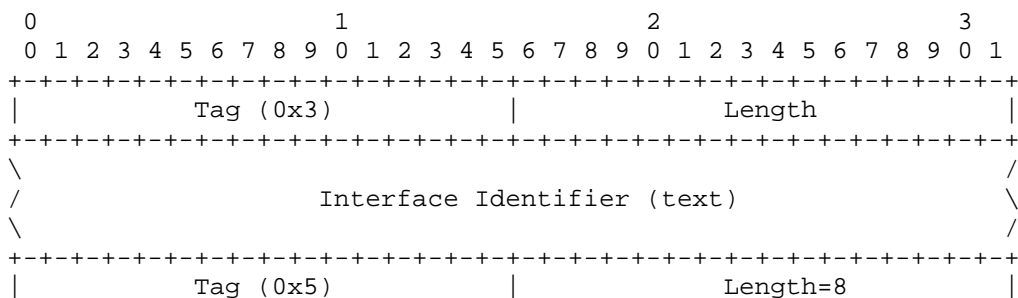 0                   1                   2                   3
 0 1 2 3 4 5 6 7 8 9 0 1 2 3 4 5 6 7 8 9 0 1 2 3 4 5 6 7 8 9 0 1
+-+-+-+-+-+-+-+-+-+-+-+-+-+-+-+-+-+-+-+-+-+-+-+-+-+-+-+-+-+-+-+-+
|           Tag (0x3)           |             Length            |
+-+-+-+-+-+-+-+-+-+-+-+-+-+-+-+-+-+-+-+-+-+-+-+-+-+-+-+-+-+-+-+-+
\                                                               /
/                   Interface Identifier (text)                 \
\                                                               /
+-+-+-+-+-+-+-+-+-+-+-+-+-+-+-+-+-+-+-+-+-+-+-+-+-+-+-+-+-+-+-+-+
|           Tag (0x5)           |             Length=8          |